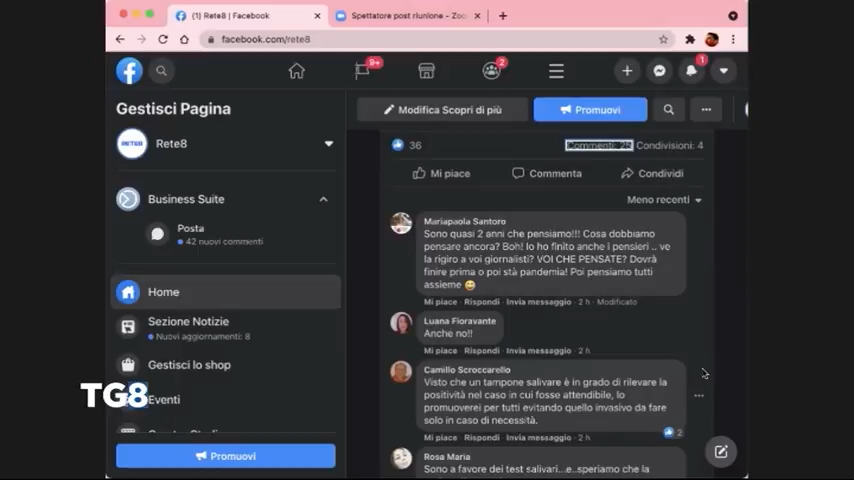 (1) Rete8 | Facebook
Spettatore post riunione - Zoo
facebook.com/rete8
9+
2
1
Gestisci Pagina
Modifica Scopri di più
Promuovi
RETE8
Rete8
36
Commenti: 25
Condivisioni: 4
Mi piace
Commenta
Condividi
Business Suite
Posta
42 nuovi commenti
Meno recenti
Mariapaola Santoro
Sono quasi 2 anni che pensiamo!!! Cosa dobbiamo
pensare ancora? Boh! Io ho finito anche i pensieri .. ve
la rigiro a voi giornalisti? VOI CHE PENSATE? Dovrà
finire prima o poi stà pandemia! Poi pensiamo tutti
assieme 😀
Mi piace · Rispondi · Invia messaggio · 2 h · Modificato
Home
Sezione Notizie
Nuovi aggiornamenti: 8
Luana Fioravante
Anche no!!
Mi piace · Rispondi · Invia messaggio · 2 h
Gestisci lo shop
Camillo Scroccarello
Visto che un tampone salivare è in grado di rilevare la
positività nel caso in cui fosse attendibile, lo
promuoverei per tutti evitando quello invasivo da fare
solo in caso di necessità.
2
Mi piace · Rispondi · Invia messaggio · 2 h
TG8
Eventi
Promuovi
Rosa Maria
Sono a favore dei test salivari...e..speriamo che la